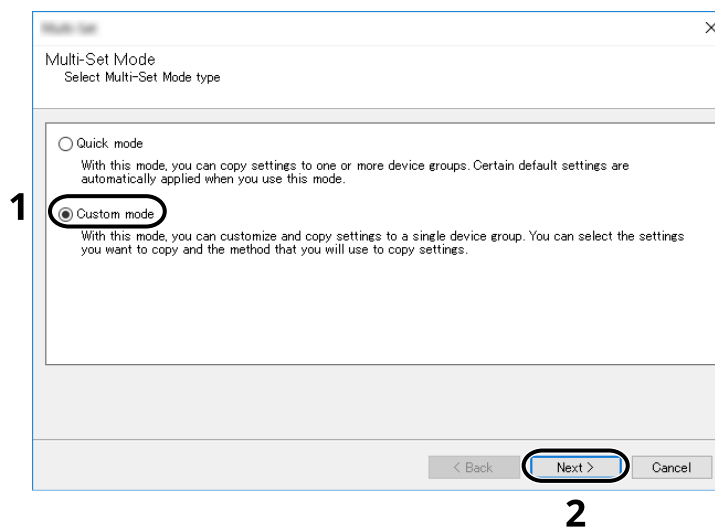 Multi-Set
Multi-Set Mode
Select Multi-Set Mode type
Quick mode
With this mode, you can copy settings to one or more device groups. Certain default settings are
automatically applied when you use this mode.
1
Custom mode
With this mode, you can customize and copy settings to a single device group. You can select the settings
you want to copy and the method that you will use to copy settings.
< Back
Next >
Cancel
2